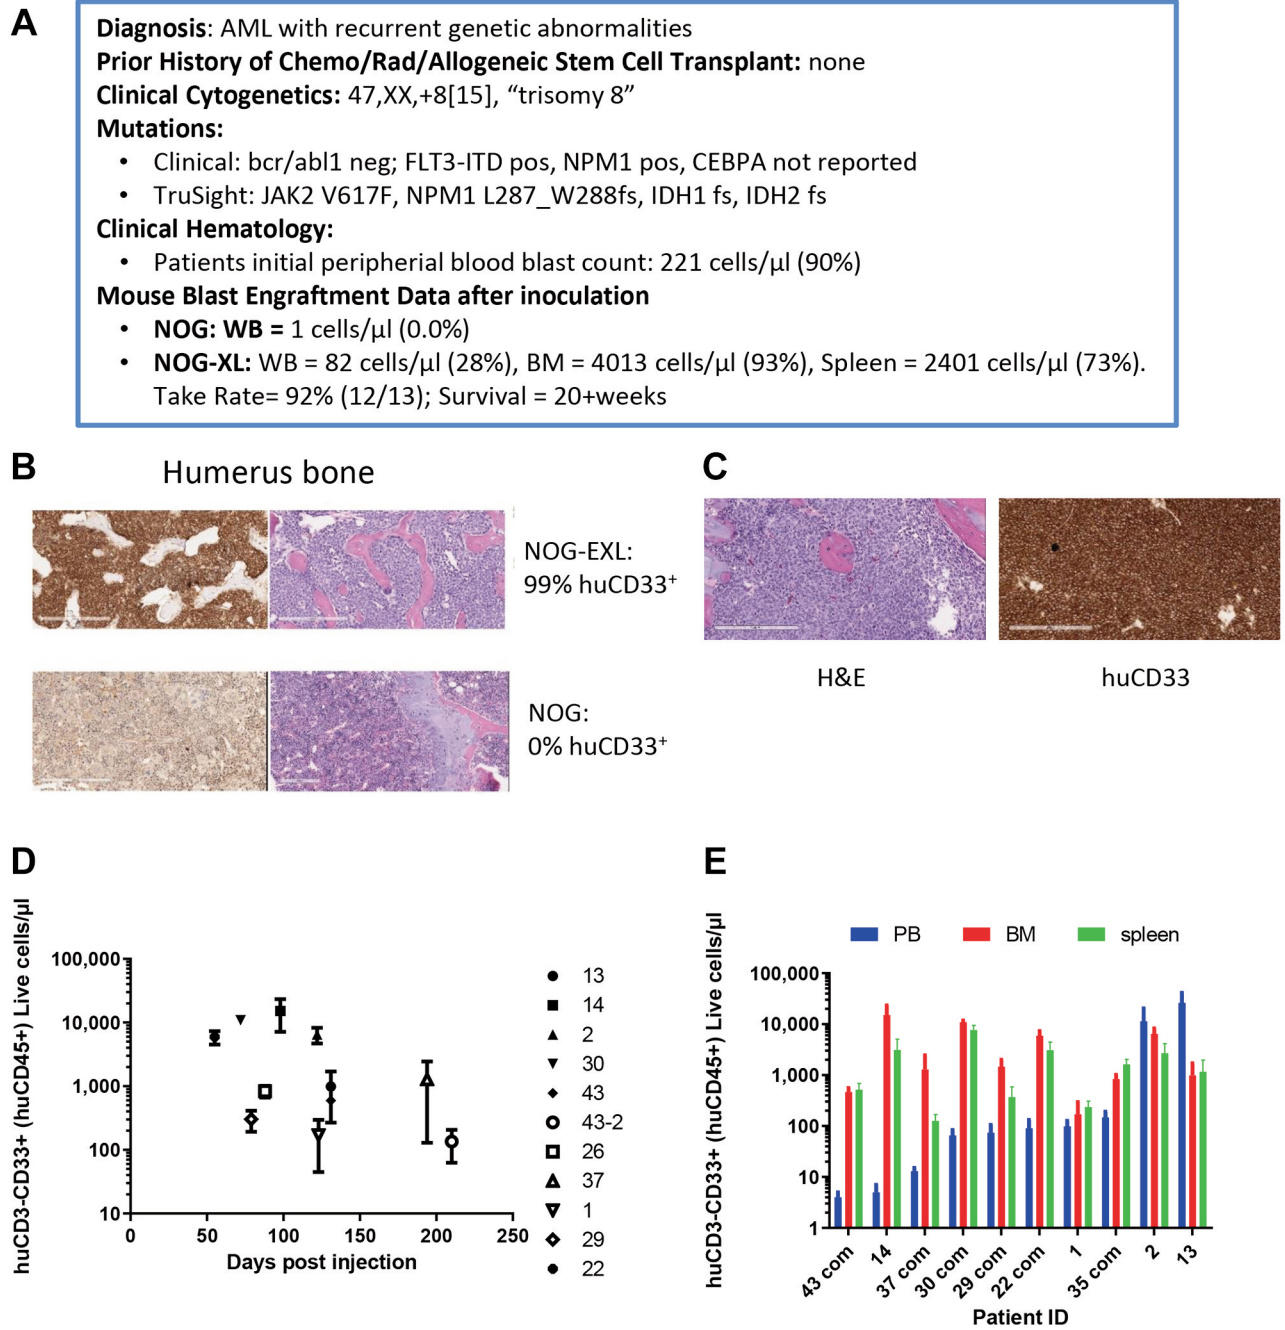 A
Diagnosis: AML with recurrent genetic abnormalities
Prior History of Chemo/Rad/Allogeneic Stem Cell Transplant: none
Clinical Cytogenetics: 47,XX,+8[15], “trisomy 8”
Mutations:
• Clinical: bcr/abl1 neg; FLT3-ITD pos, NPM1 pos, CEBPA not reported
• TruSight: JAK2 V617F, NPM1 L287_W288fs, IDH1 fs, IDH2 fs
Clinical Hematology:
• Patients initial peripherial blood blast count: 221 cells/µl (90%)
Mouse Blast Engraftment Data after inoculation
• NOG: WB = 1 cells/µl (0.0%)
• NOG-XL: WB = 82 cells/µl (28%), BM = 4013 cells/µl (93%), Spleen = 2401 cells/µl (73%).
Take Rate= 92% (12/13); Survival = 20+weeks
B
Humerus bone
NOG-EXL:
99% huCD33+
NOG:
0% huCD33+
C
H&E
huCD33
D
huCD3-CD33+ (huCD45+) Live cells/µl
100,000
10,000
1,000
100
10
0
50
100
150
200
250
Days post injection
13
14
2
30
43
43-2
26
37
1
29
22
E
huCD3-CD33+ (huCD45+) Live cells/µl
PB
BM
spleen
100,000
10,000
1,000
100
10
1
43 com
14
37 com
30 com
29 com
22 com
1
35 com
2
13
Patient ID